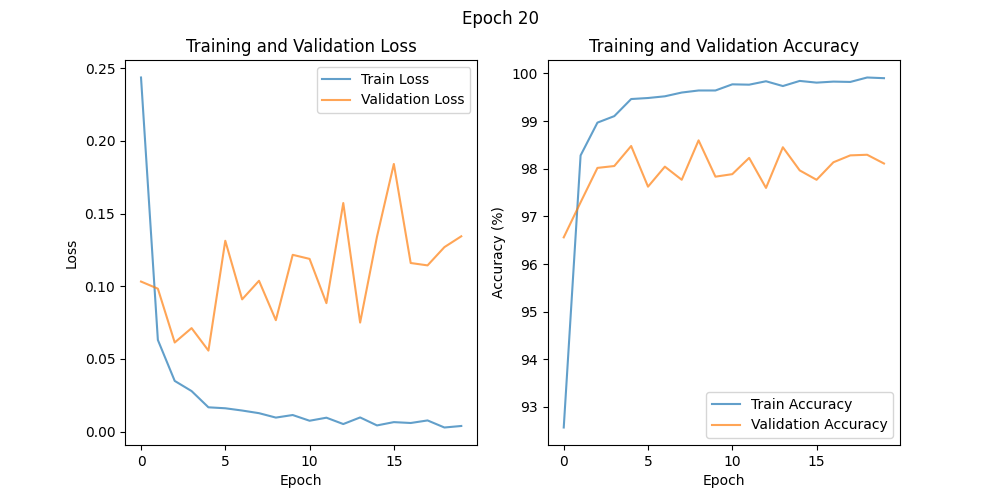 Epoch 20
Training and Validation Loss
Train Loss
Validation Loss
0.25
0.20
0.15
0.10
0.05
0.00
Loss
0
5
10
15
Epoch
Training and Validation Accuracy
100
99
98
97
96
95
94
93
Accuracy (%)
Train Accuracy
Validation Accuracy
0
5
10
15
Epoch